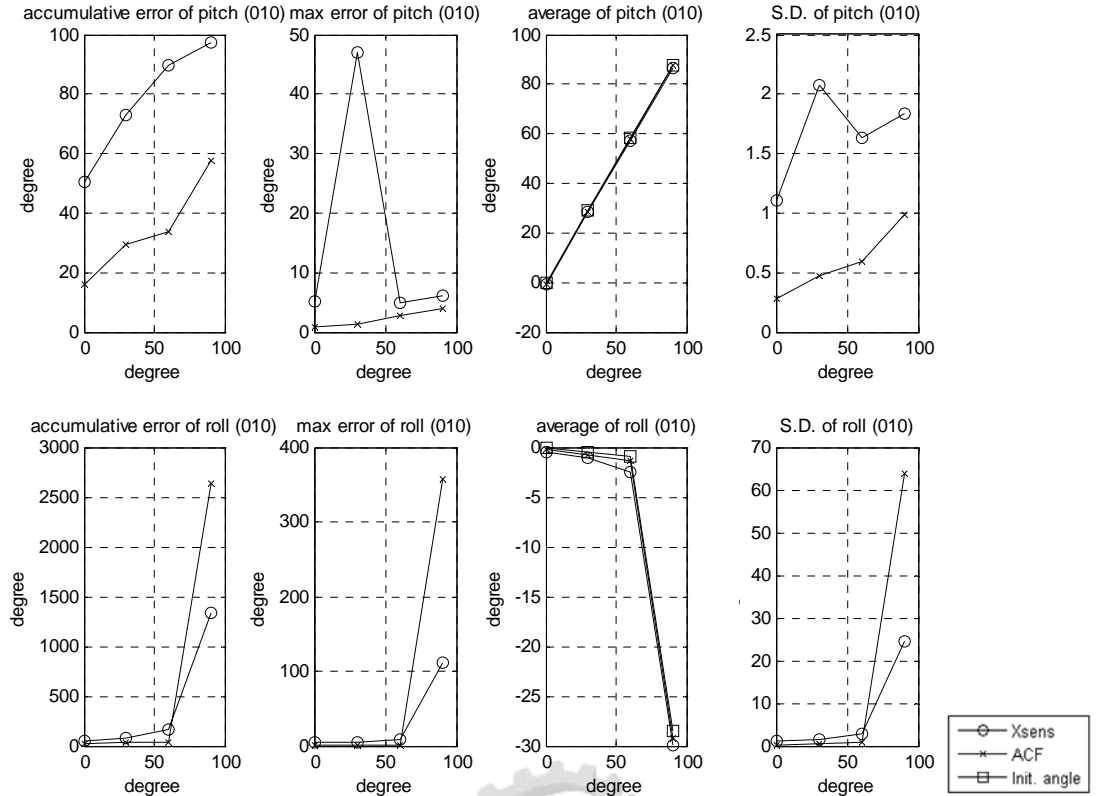 accumulative error of pitch (010)
max error of pitch (010)
average of pitch (010)
S.D. of pitch (010)
degree
100
80
60
40
20
0
0 50 100
degree
degree
50
45
40
35
30
25
20
15
10
5
0
0 50 100
degree
degree
100
80
60
40
20
0
-20
0 50 100
degree
2.5
2
1.5
1
0.5
0
0 50 100
degree
accumulative error of roll (010)
max error of roll (010)
average of roll (010)
S.D. of roll (010)
degree
3000
2500
2000
1500
1000
500
0
0 50 100
degree
degree
400
300
200
100
0
0 50 100
degree
degree
0
-5
-10
-15
-20
-25
-30
0 50 100
degree
70
60
50
40
30
20
10
0
0 50 100
degree
Xsens
ACF
Init. angle